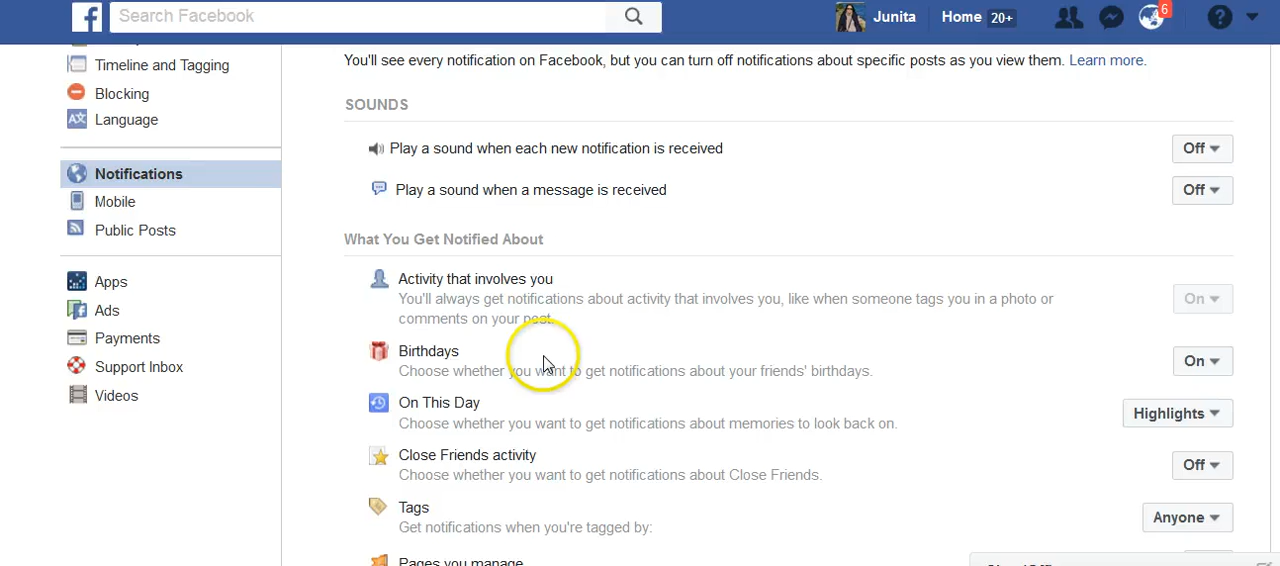 Search Facebook
Junita
Home 20+
6
Timeline and Tagging
Blocking
Language
Notifications
Mobile
Public Posts
Apps
Ads
Payments
Support Inbox
Videos
You'll see every notification on Facebook, but you can turn off notifications about specific posts as you view them. Learn more.
SOUNDS
Play a sound when each new notification is received
Off
Play a sound when a message is received
Off
What You Get Notified About
Activity that involves you
You'll always get notifications about activity that involves you, like when someone tags you in a photo or
comments on your post.
On
Birthdays
Choose whether you want to get notifications about your friends' birthdays.
On
On This Day
Choose whether you want to get notifications about memories to look back on.
Highlights
Close Friends activity
Choose whether you want to get notifications about Close Friends.
Off
Tags
Get notifications when you're tagged by:
Anyone
Pages you manage